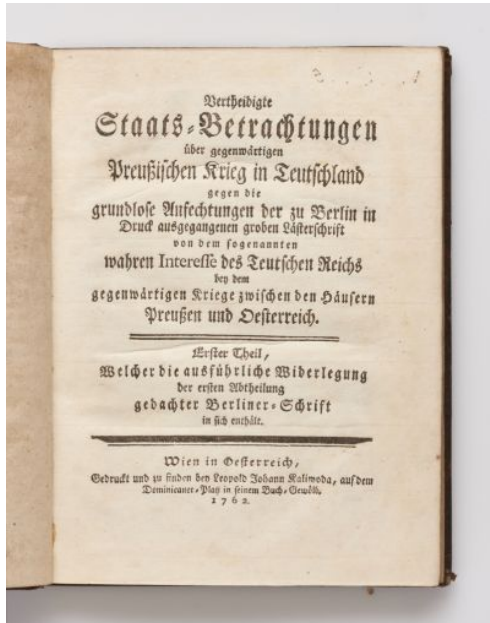 Vertheidigte
Staats-Betrachtungen
über gegenwärtigen
Preußischen Krieg in Teutschland
gegen die
grundlose Anfechtungen der zu Berlin in
Druck ausgegangenen groben Lästerschrift
von dem sogenannten
wahren Interesse des Teutschen Reichs
bey dem
gegenwärtigen Kriege zwischen den Häusern
Preußen und Oesterreich.
Erster Theil,
Welcher die ausführliche Widerlegung
der ersten Abtheilung
gedachter Berliner-Schrift
in sich enthält.
Wien in Oesterreich,
Gedruckt und zu finden bey Leopold Johann Kaliwoda, auf dem
Dominicaner-Platz in seinem Buch-Gewölb.
1762.